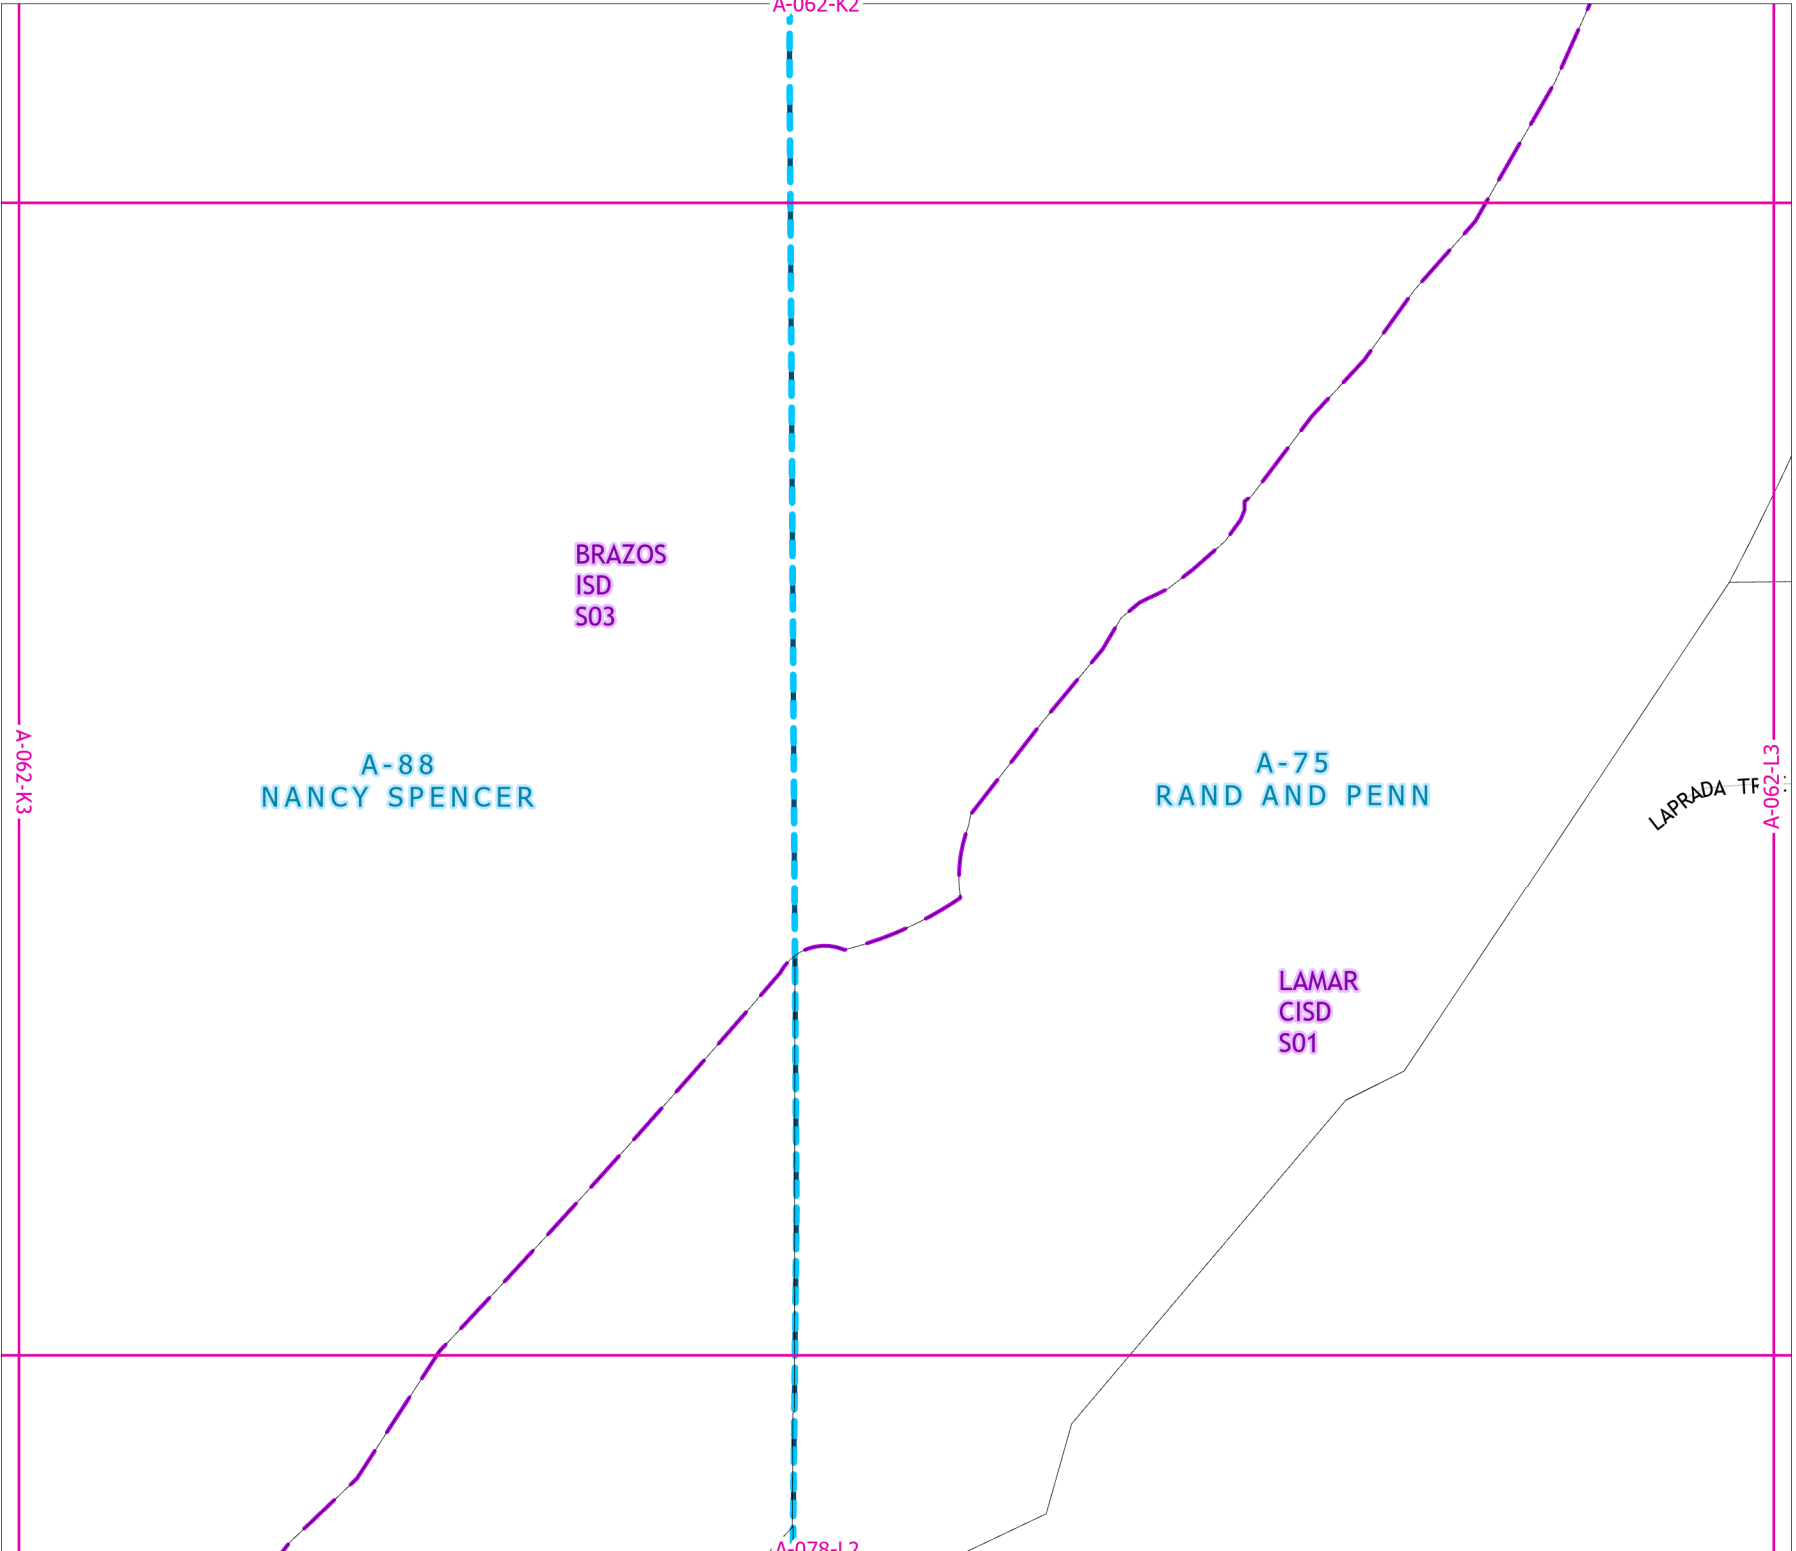 A-062-K2
BRAZOS
ISD
S03
A-88
NANCY SPENCER
A-75
RAND AND PENN
A-062-K3
A-062-L3
LAPRADA
LAMAR
CISD
S01
A-078-L2